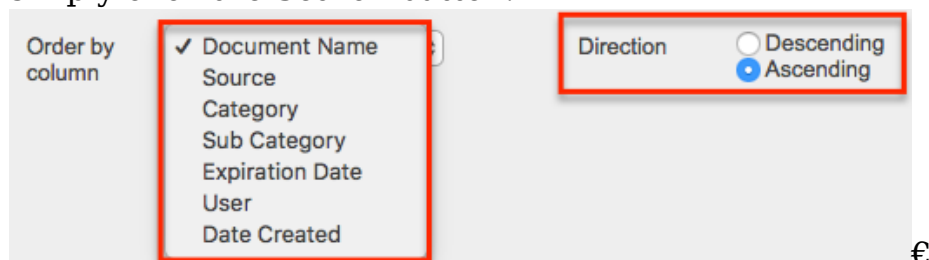 Order by
column
✓ Document Name
Source
Category
Sub Category
Expiration Date
User
Date Created
Direction
Descending
Ascending
€